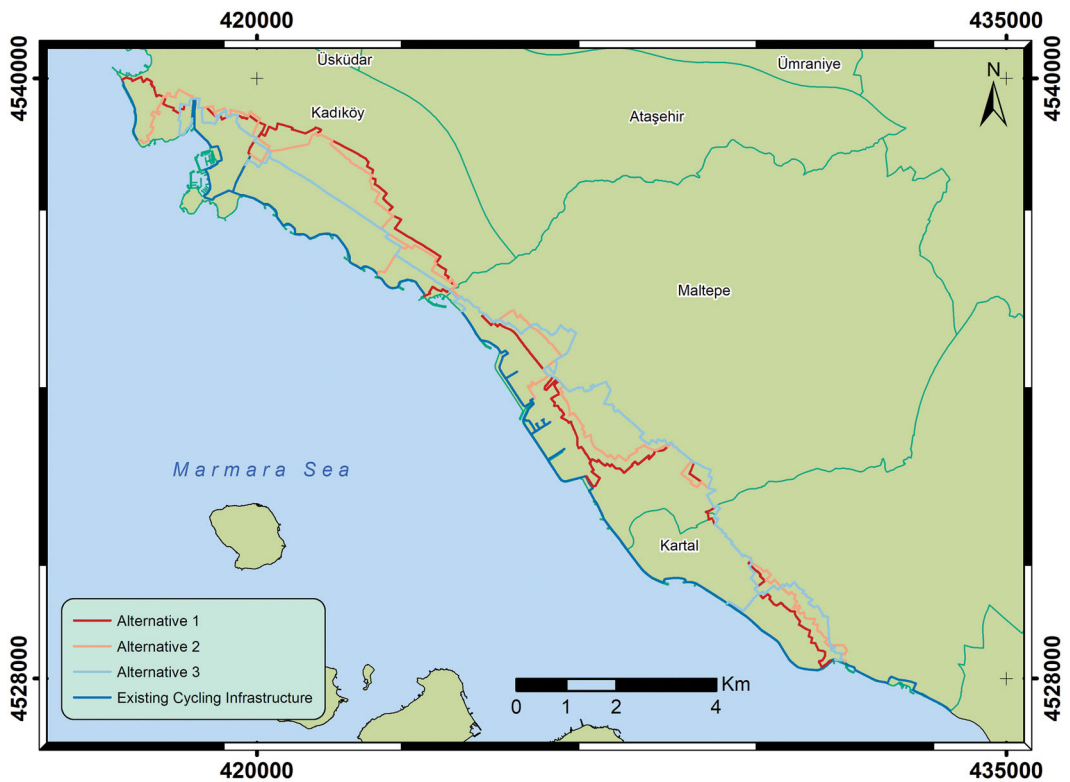 420000
435000
4540000
4540000
Üsküdar
Ümraniye
N
Kadıköy
Ataşehir
Maltepe
Marmara Sea
Kartal
Alternative 1
Alternative 2
Alternative 3
Existing Cycling Infrastructure
Km
0 1 2 4
4528000
4528000
420000
435000